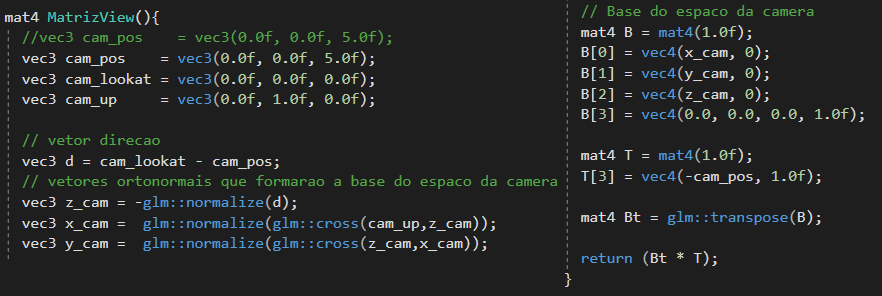 mat4 MatrizView(){
//vec3 cam_pos    = vec3(0.0f, 0.0f, 5.0f);
vec3 cam_pos    = vec3(0.0f, 0.0f, 5.0f);
vec3 cam_lookat = vec3(0.0f, 0.0f, 0.0f);
vec3 cam_up     = vec3(0.0f, 1.0f, 0.0f);
// vetor direcao
vec3 d = cam_lookat - cam_pos;
// vetores ortonormais que formarao a base do espaco da camera
vec3 z_cam = -glm::normalize(d);
vec3 x_cam =  glm::normalize(glm::cross(cam_up,z_cam));
vec3 y_cam =  glm::normalize(glm::cross(z_cam,x_cam));
// Base do espaco da camera
mat4 B = mat4(1.0f);
B[0] = vec4(x_cam, 0);
B[1] = vec4(y_cam, 0);
B[2] = vec4(z_cam, 0);
B[3] = vec4(0.0, 0.0, 0.0, 1.0f);
mat4 T = mat4(1.0f);
T[3] = vec4(-cam_pos, 1.0f);
mat4 Bt = glm::transpose(B);
return (Bt * T);
}